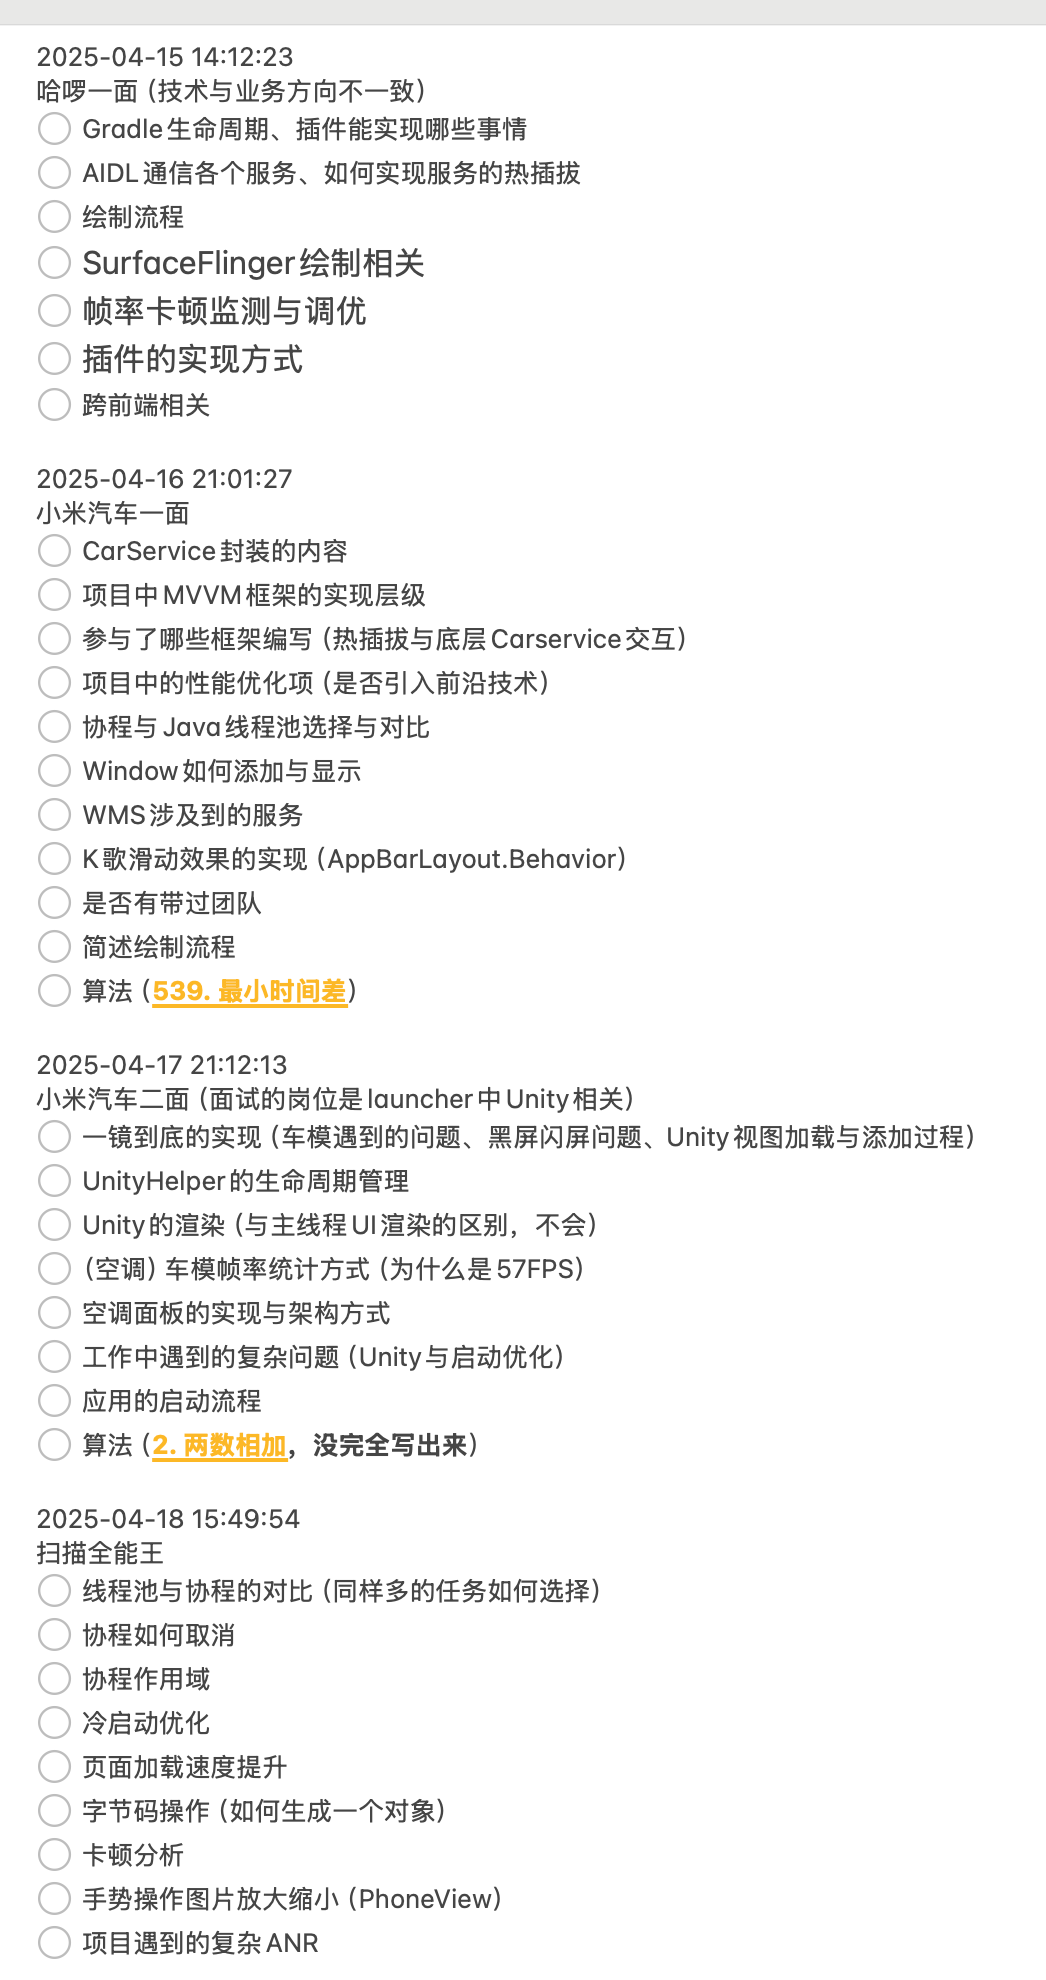 2025-04-15 14:12:23
哈啰一面（技术与业务方向不一致）
Gradle生命周期、插件能实现哪些事情
AIDL通信各个服务、如何实现服务的热插拔
绘制流程
SurfaceFlinger绘制相关
帧率卡顿监测与调优
插件的实现方式
跨前端相关
2025-04-16 21:01:27
小米汽车一面
CarService封装的内容
项目中MVVM框架的实现层级
参与了哪些框架编写（热插拔与底层Carservice交互）
项目中的性能优化项（是否引入前沿技术）
协程与Java线程池选择与对比
Window如何添加与显示
WMS涉及到的服务
K歌滑动效果的实现（AppBarLayout.Behavior）
是否有带过团队
简述绘制流程
算法（539. 最小时间差）
2025-04-17 21:12:13
小米汽车二面（面试的岗位是launcher中Unity相关）
一镜到底的实现（车模遇到的问题、黑屏闪屏问题、Unity视图加载与添加过程）
UnityHelper的生命周期管理
Unity的渲染（与主线程UI渲染的区别，不会）
（空调）车模帧率统计方式（为什么是57FPS）
空调面板的实现与架构方式
工作中遇到的复杂问题（Unity与启动优化）
应用的启动流程
算法（2. 两数相加，没完全写出来）
2025-04-18 15:49:54
扫描全能王
线程池与协程的对比（同样多的任务如何选择）
协程如何取消
协程作用域
冷启动优化
页面加载速度提升
字节码操作（如何生成一个对象）
卡顿分析
手势操作图片放大缩小（PhoneView）
项目遇到的复杂ANR